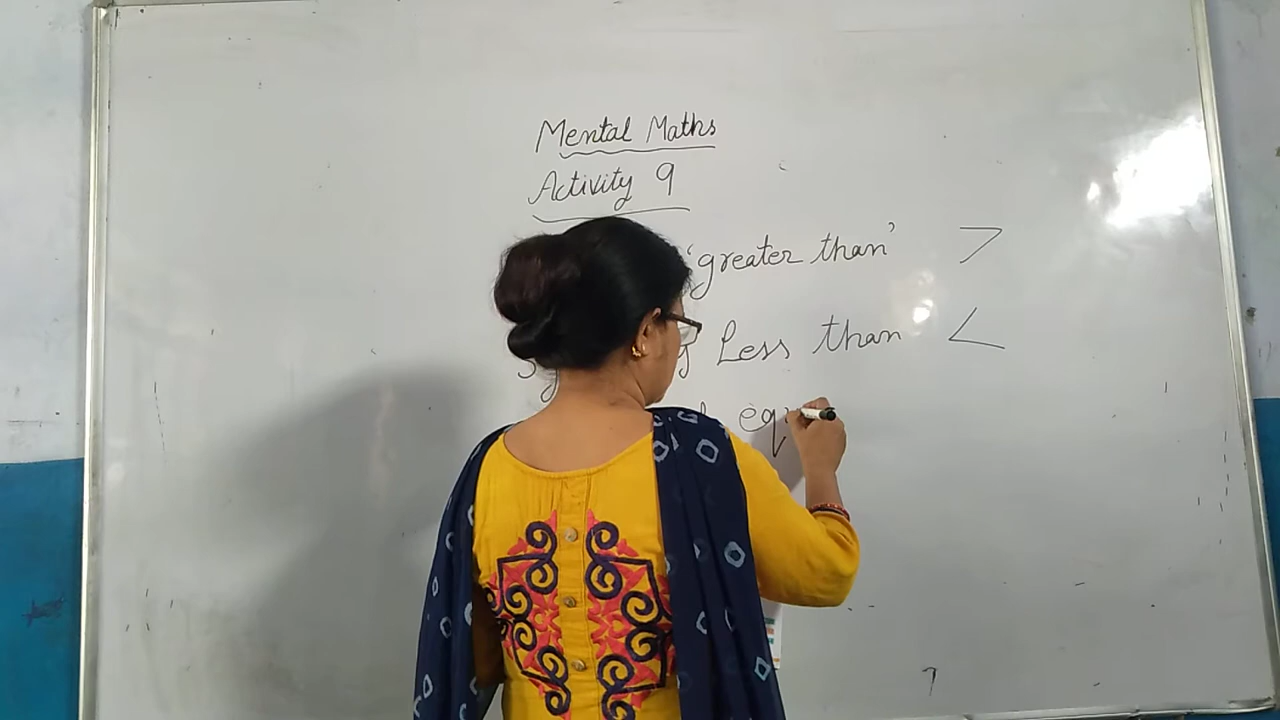 Mental Maths
Activity 9
'greater than' >
Less than <